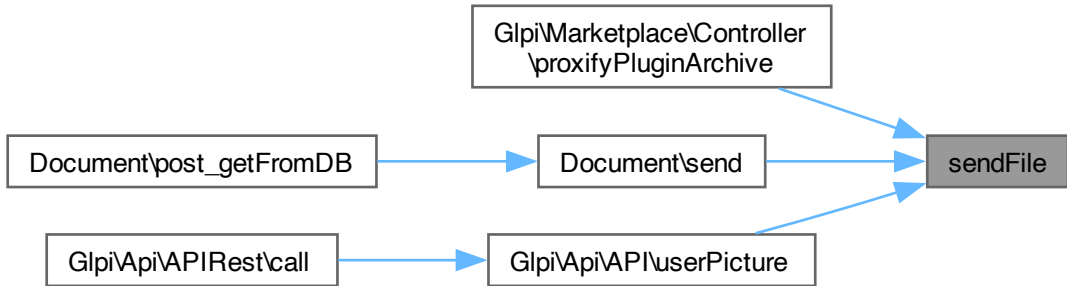 Glpi\Marketplace\Controller
\proxifyPluginArchive
Document\post_getFromDB
Document\send
sendFile
Glpi\Api\APIRest\call
Glpi\Api\API\userPicture